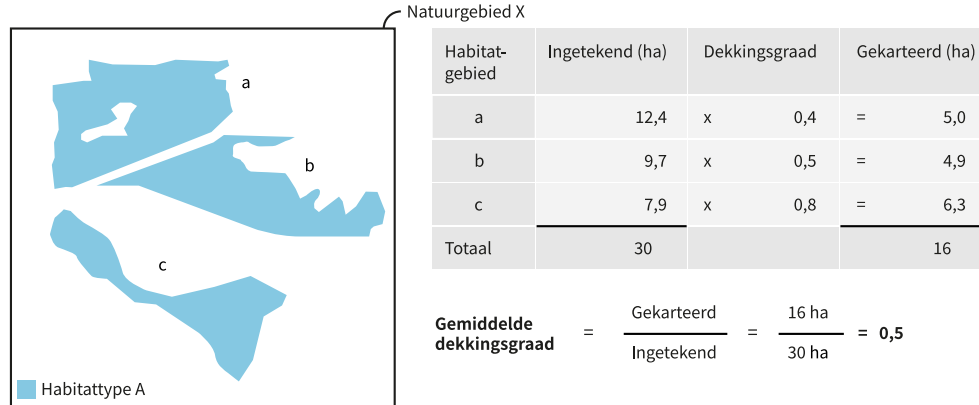 Natuurgebied X
a
b
c
Habitattype A
Habitat-
gebied
Ingetekend (ha)
Dekkingsgraad
Gekarteerd (ha)
a 12,4 x 0,4 = 5,0
b 9,7 x 0,5 = 4,9
c 7,9 x 0,8 = 6,3
Totaal 30 16
Gemiddelde
dekkingsgraad
=
Gekarteerd
Ingetekend
=
16 ha
30 ha
= 0,5